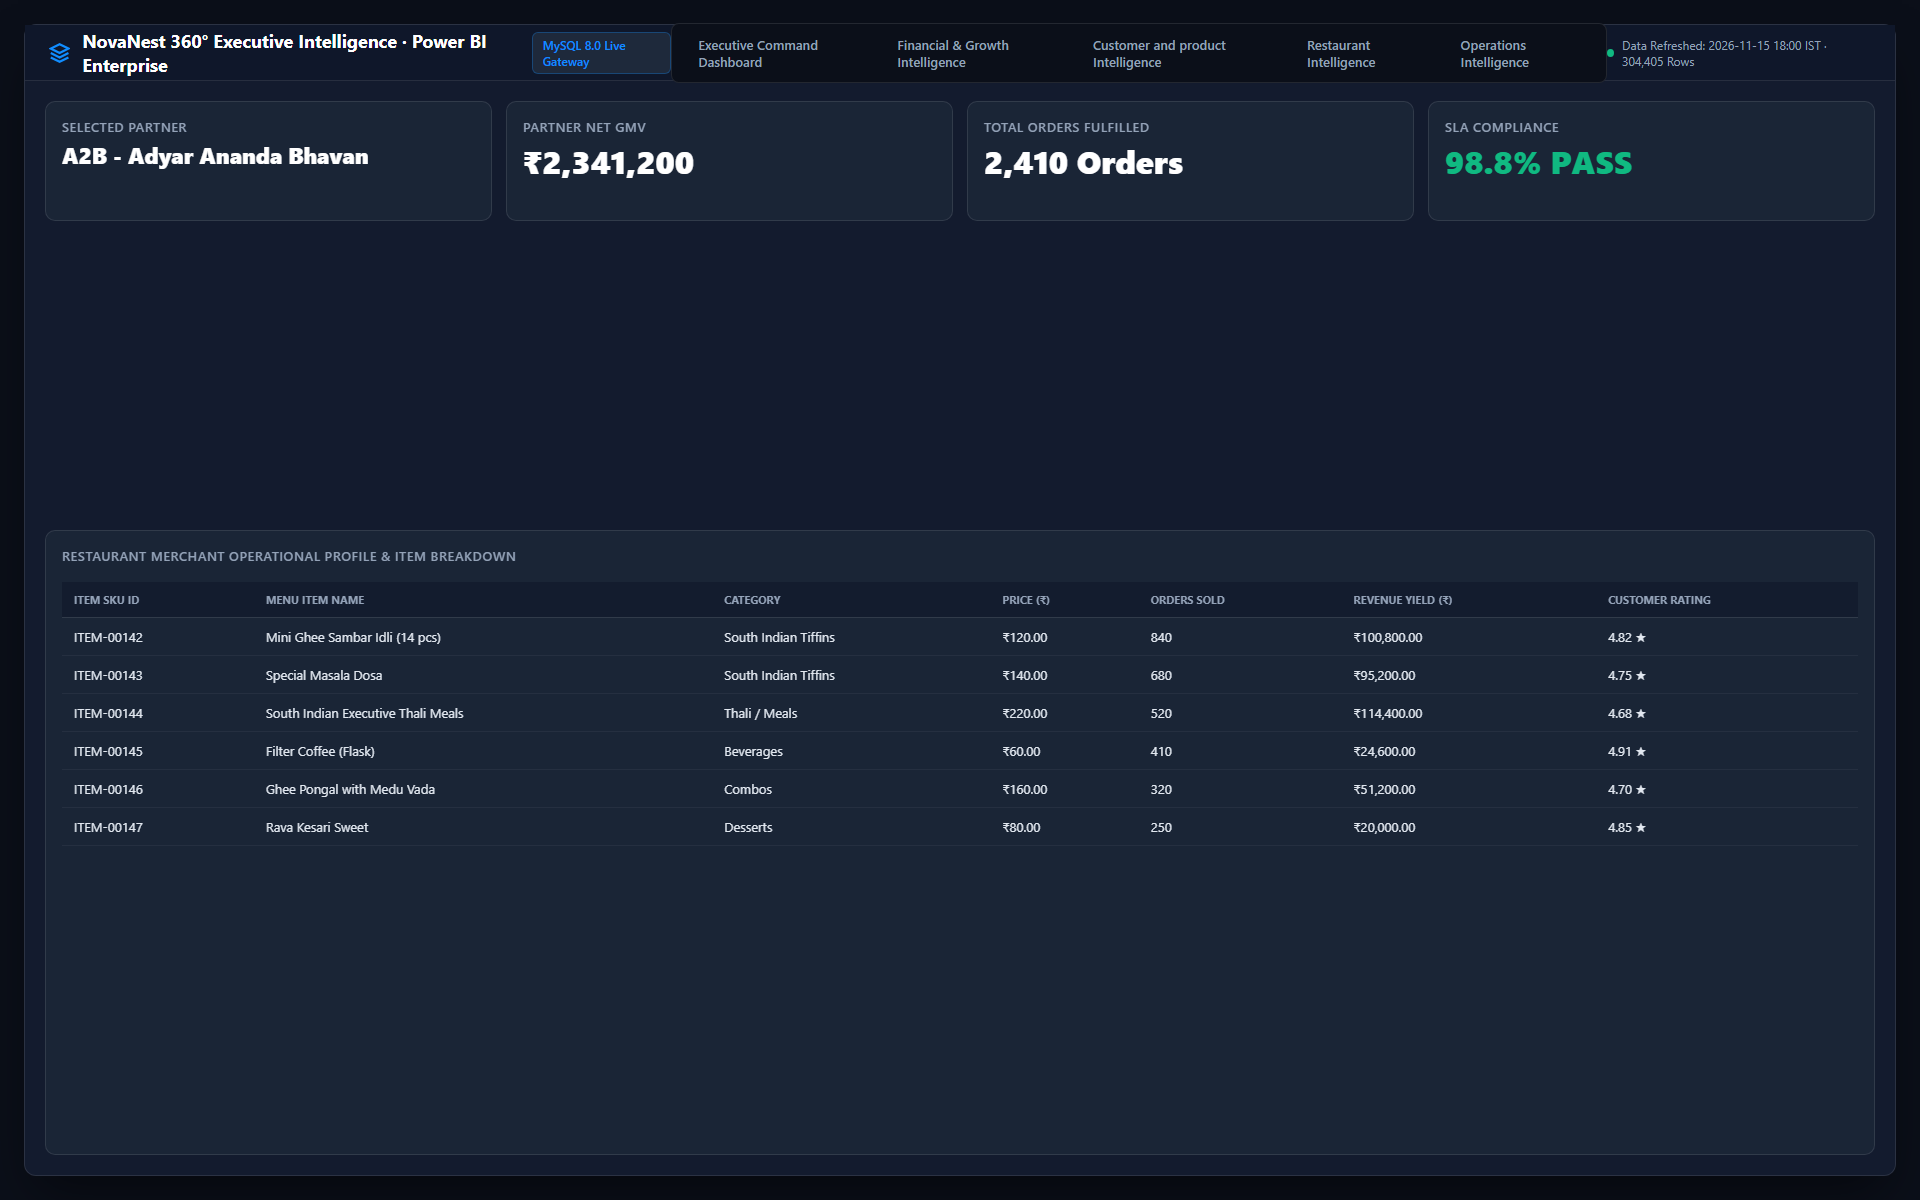 NovaNest 360° Executive Intelligence · Power BI
Enterprise
MySQL 8.0 Live
Gateway
Executive Command
Dashboard
Financial & Growth
Intelligence
Customer and product
Intelligence
Restaurant
Intelligence
Operations
Intelligence
Data Refreshed: 2026-11-15 18:00 IST ·
304,405 Rows
SELECTED PARTNER
A2B - Adyar Ananda Bhavan
PARTNER NET GMV
₹2,341,200
TOTAL ORDERS FULFILLED
2,410 Orders
SLA COMPLIANCE
98.8% PASS
RESTAURANT MERCHANT OPERATIONAL PROFILE & ITEM BREAKDOWN
ITEM SKU ID MENU ITEM NAME CATEGORY PRICE (₹) ORDERS SOLD REVENUE YIELD (₹) CUSTOMER RATING
ITEM-00142 Mini Ghee Sambar Idli (14 pcs) South Indian Tiffins ₹120.00 840 ₹100,800.00 4.82 ★
ITEM-00143 Special Masala Dosa South Indian Tiffins ₹140.00 680 ₹95,200.00 4.75 ★
ITEM-00144 South Indian Executive Thali Meals Thali / Meals ₹220.00 520 ₹114,400.00 4.68 ★
ITEM-00145 Filter Coffee (Flask) Beverages ₹60.00 410 ₹24,600.00 4.91 ★
ITEM-00146 Ghee Pongal with Medu Vada Combos ₹160.00 320 ₹51,200.00 4.70 ★
ITEM-00147 Rava Kesari Sweet Desserts ₹80.00 250 ₹20,000.00 4.85 ★